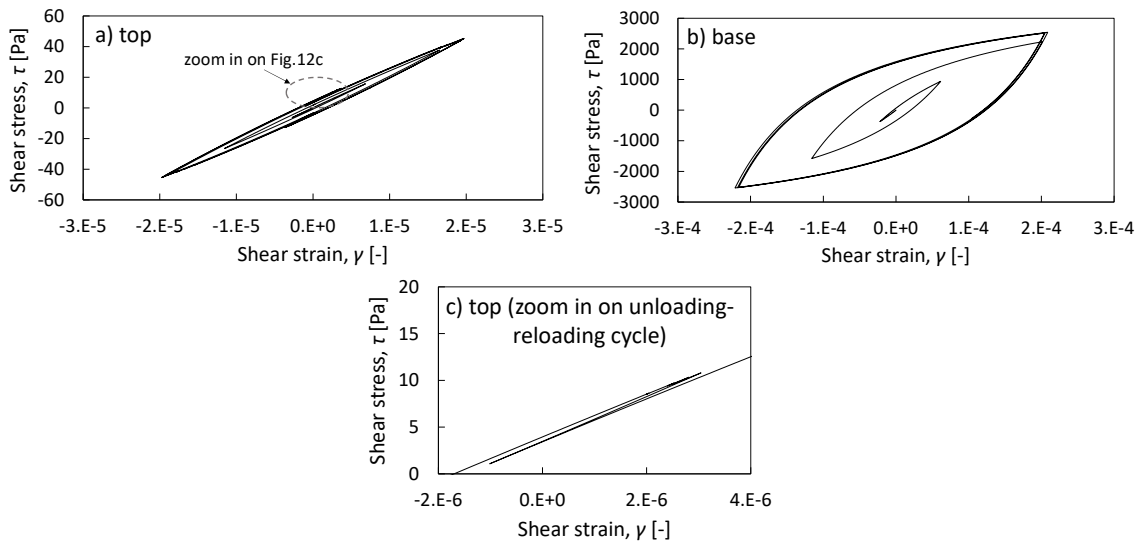 a) top
zoom in on Fig.12c
Shear stress, τ [Pa]
60
40
20
0
-20
-40
60
-3.E-5
-2.E-5
-1.E-5
0.E+0
1.E-5
2.E-5
3.E-5
Shear strain, γ [-]
b) base
Shear stress, τ [Pa]
3000
2000
1000
0
-1000
-2000
-3000
-3.E-4
-2.E-4
-1.E-4
0.E+0
1.E-4
2.E-4
3.E-4
Shear strain, γ [-]
c) top (zoom in on unloading-
reloading cycle)
Shear stress, τ [Pa]
20
15
10
5
0
-2.E-6
0.E+0
2.E-6
4.E-6
Shear strain, γ [-]